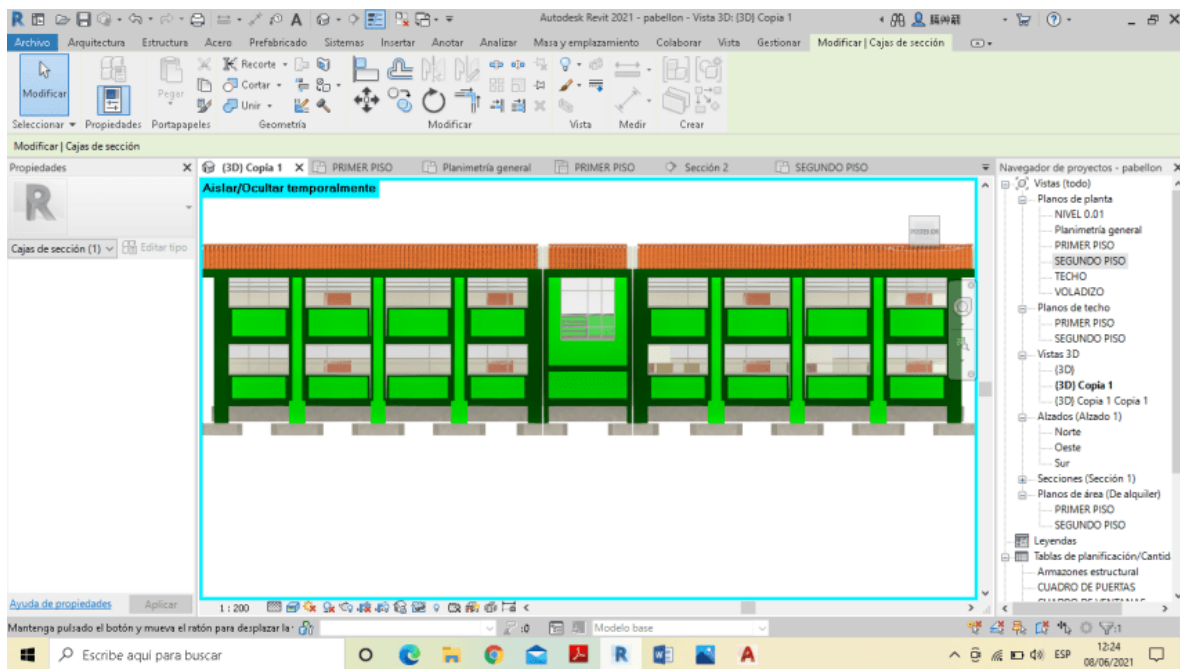 Autodesk Revit 2021 - pabellon - Vista 3D: {3D} Copia 1
Archivo Arquitectura Estructura Acero Prefabricado Sistemas Insertar Anotar Analizar Masa y emplazamiento Colaborar Vista Gestionar Modificar | Cajas de sección
Modificar Pegar Recorte
Cortar
Unir
Seleccionar Propiedades Portapapeles Geometría Modificar Vista Medir Crear
Modificar | Cajas de sección
Propiedades
{3D} Copia 1 PRIMER PISO Planimetría general PRIMER PISO Sección 2 SEGUNDO PISO
Navegador de proyectos - pabellon
Aislar/Ocultar temporalmente
Cajas de sección (1) Editar tipo
Vistas (todo)
Planos de planta
NIVEL 0.01
Planimetría general
PRIMER PISO
SEGUNDO PISO
TECHO
VOLADIZO
Planos de techo
PRIMER PISO
SEGUNDO PISO
Vistas 3D
{3D}
{3D} Copia 1
{3D} Copia 1 Copia 1
Alzados (Alzado 1)
Norte
Oeste
Sur
Secciones (Sección 1)
Planos de área (De alquiler)
PRIMER PISO
SEGUNDO PISO
Leyendas
Tablas de planificación/Cantid
Armazones estructural
CUADRO DE PUERTAS
Ayuda de propiedades Aplicar
1 : 200
Mantenga pulsado el botón y mueva el ratón para desplazar la :0 Modelo base :1
Escribe aquí para buscar
ESP
12:24
08/06/2021